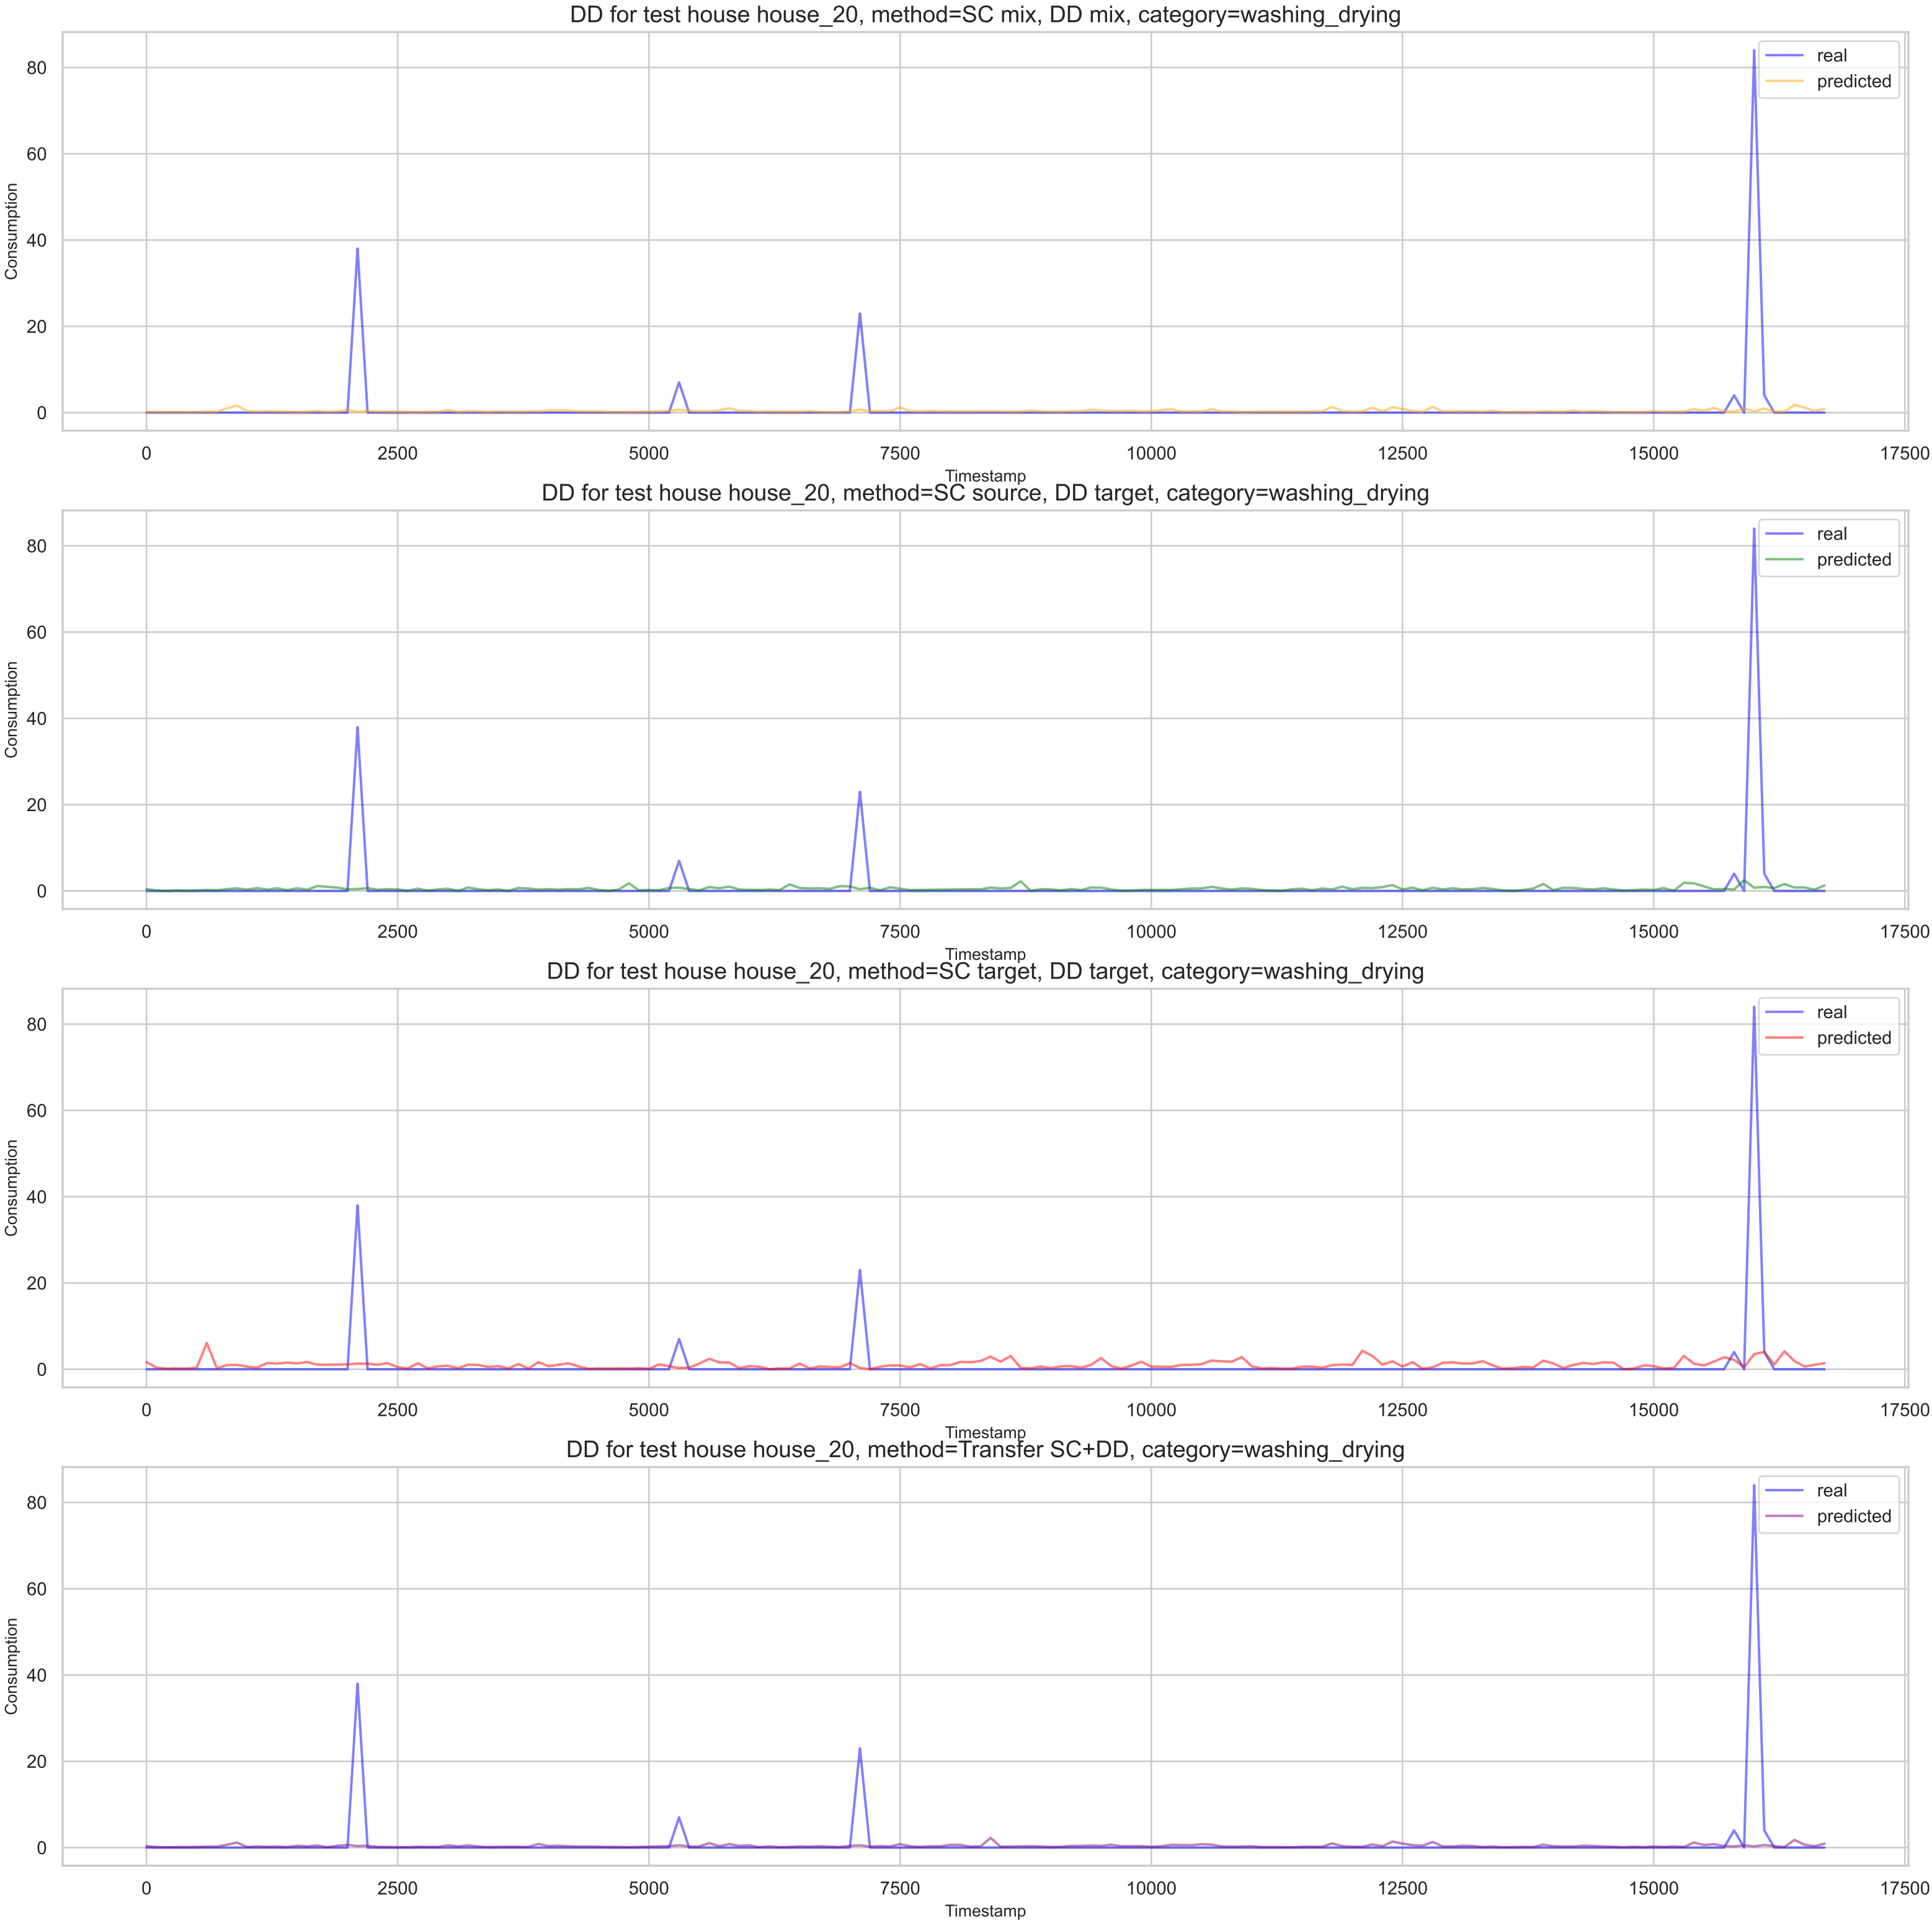 DD for test house house_20, method=SC mix, DD mix, category=washing_drying
real
predicted
80
60
40
20
0
Consumption
0 2500 5000 7500 10000 12500 15000 17500
Timestamp
DD for test house house_20, method=SC source, DD target, category=washing_drying
real
predicted
80
60
40
20
0
Consumption
0 2500 5000 7500 10000 12500 15000 17500
Timestamp
DD for test house house_20, method=SC target, DD target, category=washing_drying
real
predicted
80
60
40
20
0
Consumption
0 2500 5000 7500 10000 12500 15000 17500
Timestamp
DD for test house house_20, method=Transfer SC+DD, category=washing_drying
real
predicted
80
60
40
20
0
Consumption
0 2500 5000 7500 10000 12500 15000 17500
Timestamp